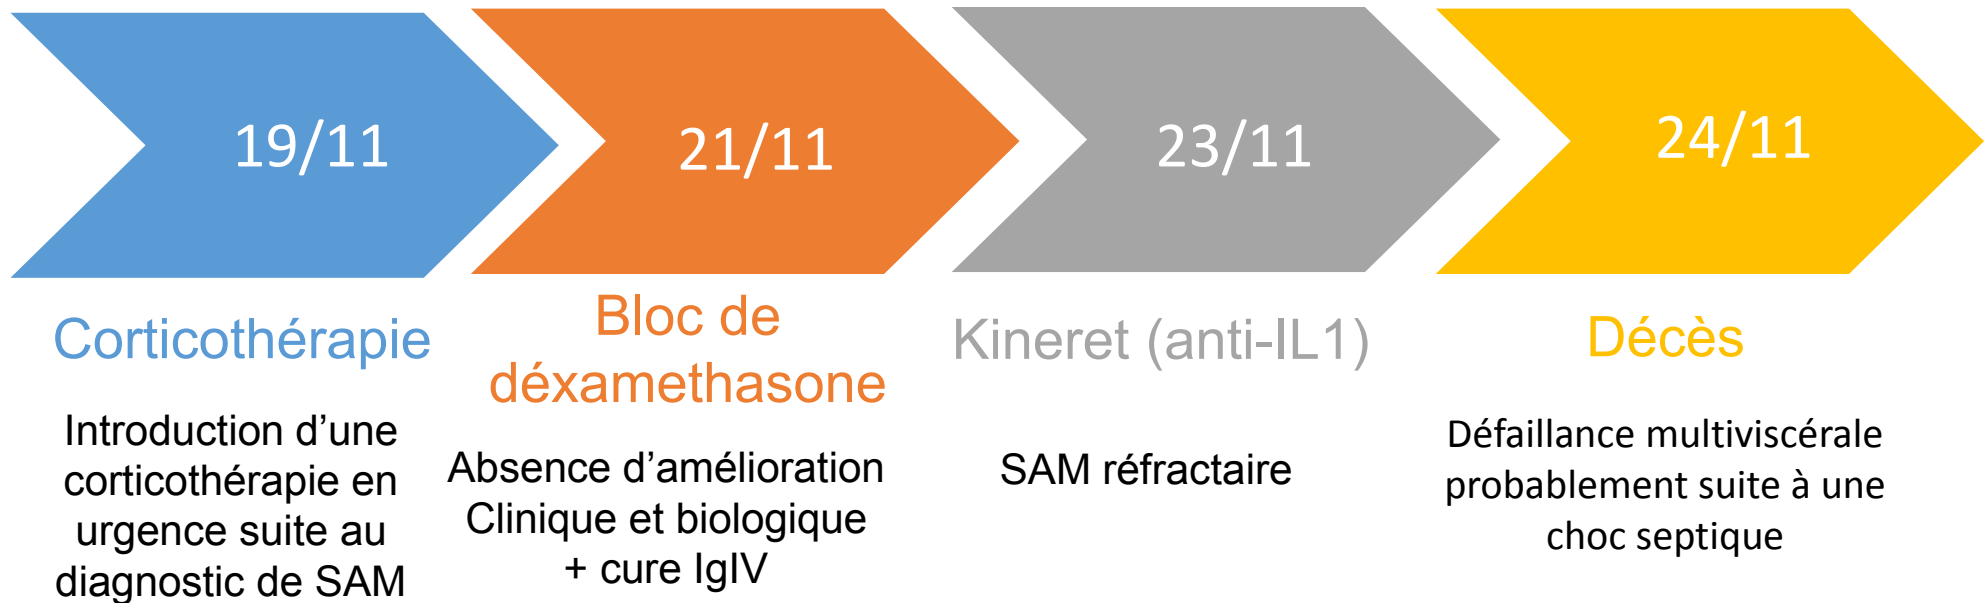 19/11
Corticothérapie
Introduction d’une
corticothérapie en
urgence suite au
diagnostic de SAM
21/11
Bloc de
déxamethasone
Absence d’amélioration
Clinique et biologique
+ cure IgIV
23/11
Kineret (anti-IL1)
SAM réfractaire
24/11
Décès
Défaillance multiviscérale
probablement suite à une
choc septique